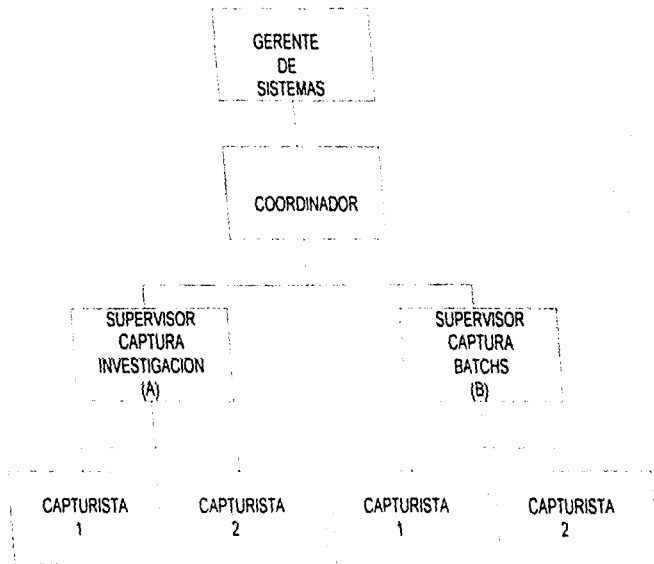 GERENTE
DE
SISTEMAS
COORDINADOR
SUPERVISOR
CAPTURA
INVESTIGACION
(A)
SUPERVISOR
CAPTURA
BATCHS
(B)
CAPTURISTA
1
CAPTURISTA
2
CAPTURISTA
1
CAPTURISTA
2